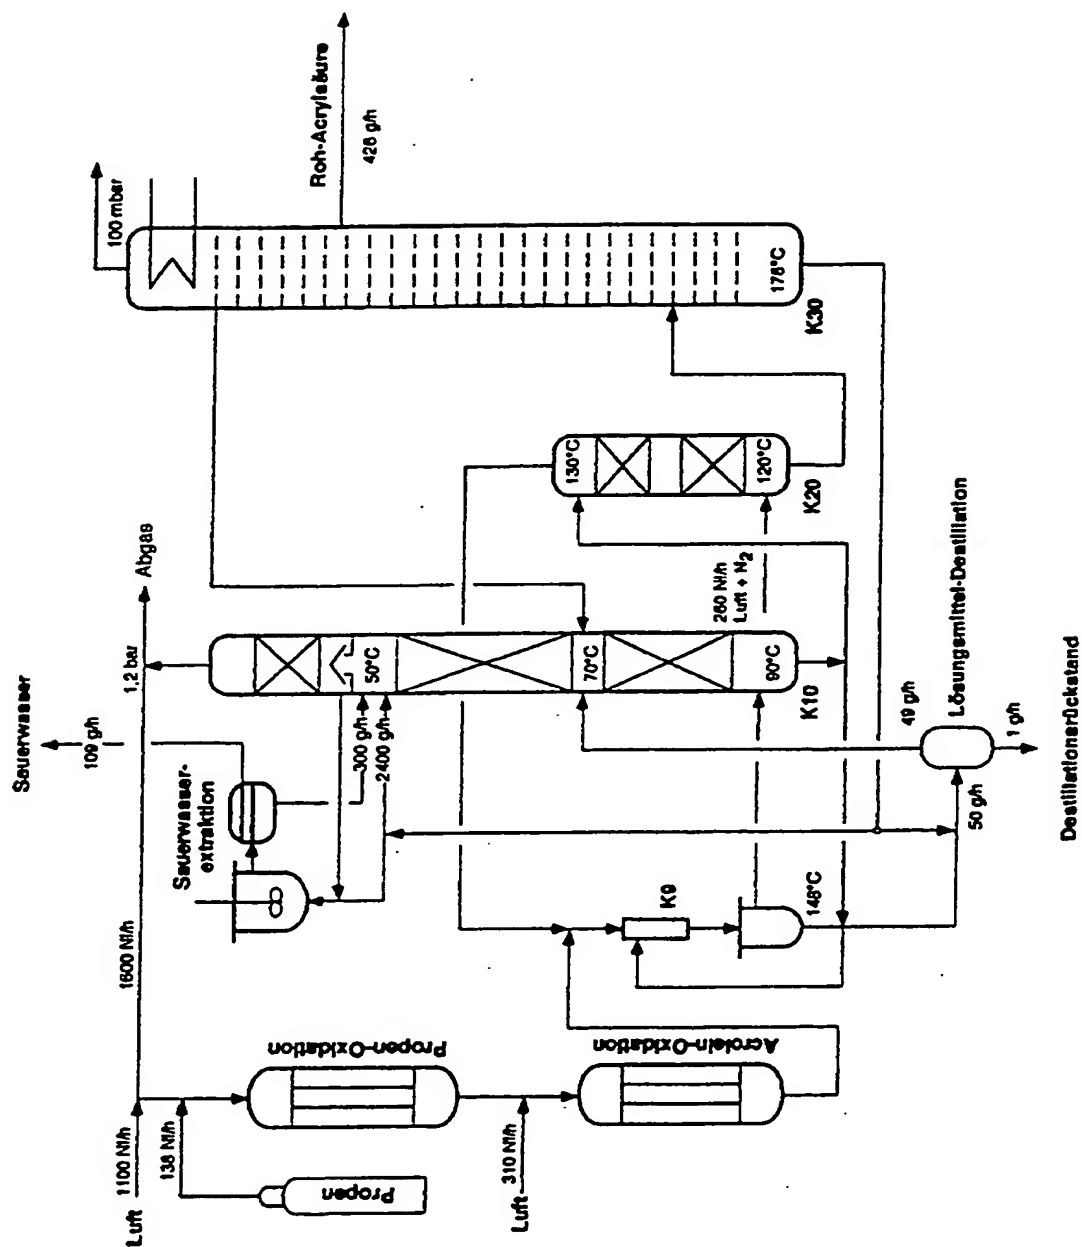 Sauerwasser
109 g/h
Abgas
1,2 bar
1600 Nl/h
1100 Nl/h
Luft
138 Nl/h
Propen
Propen-Oxidation
310 Nl/h
Luft
Acrolein-Oxidation
Sauerwasser-
extraktion
300 g/h
2400 g/h
50°C
70°C
90°C
K10
K9
148°C
49 g/h
50 g/h
1 g/h
Lösungsmittel-Destillation
Destillationsrückstand
260 Nl/h
Luft + N2
130°C
120°C
K20
100 mbar
178°C
K30
Roh-Acrylsäure
426 g/h